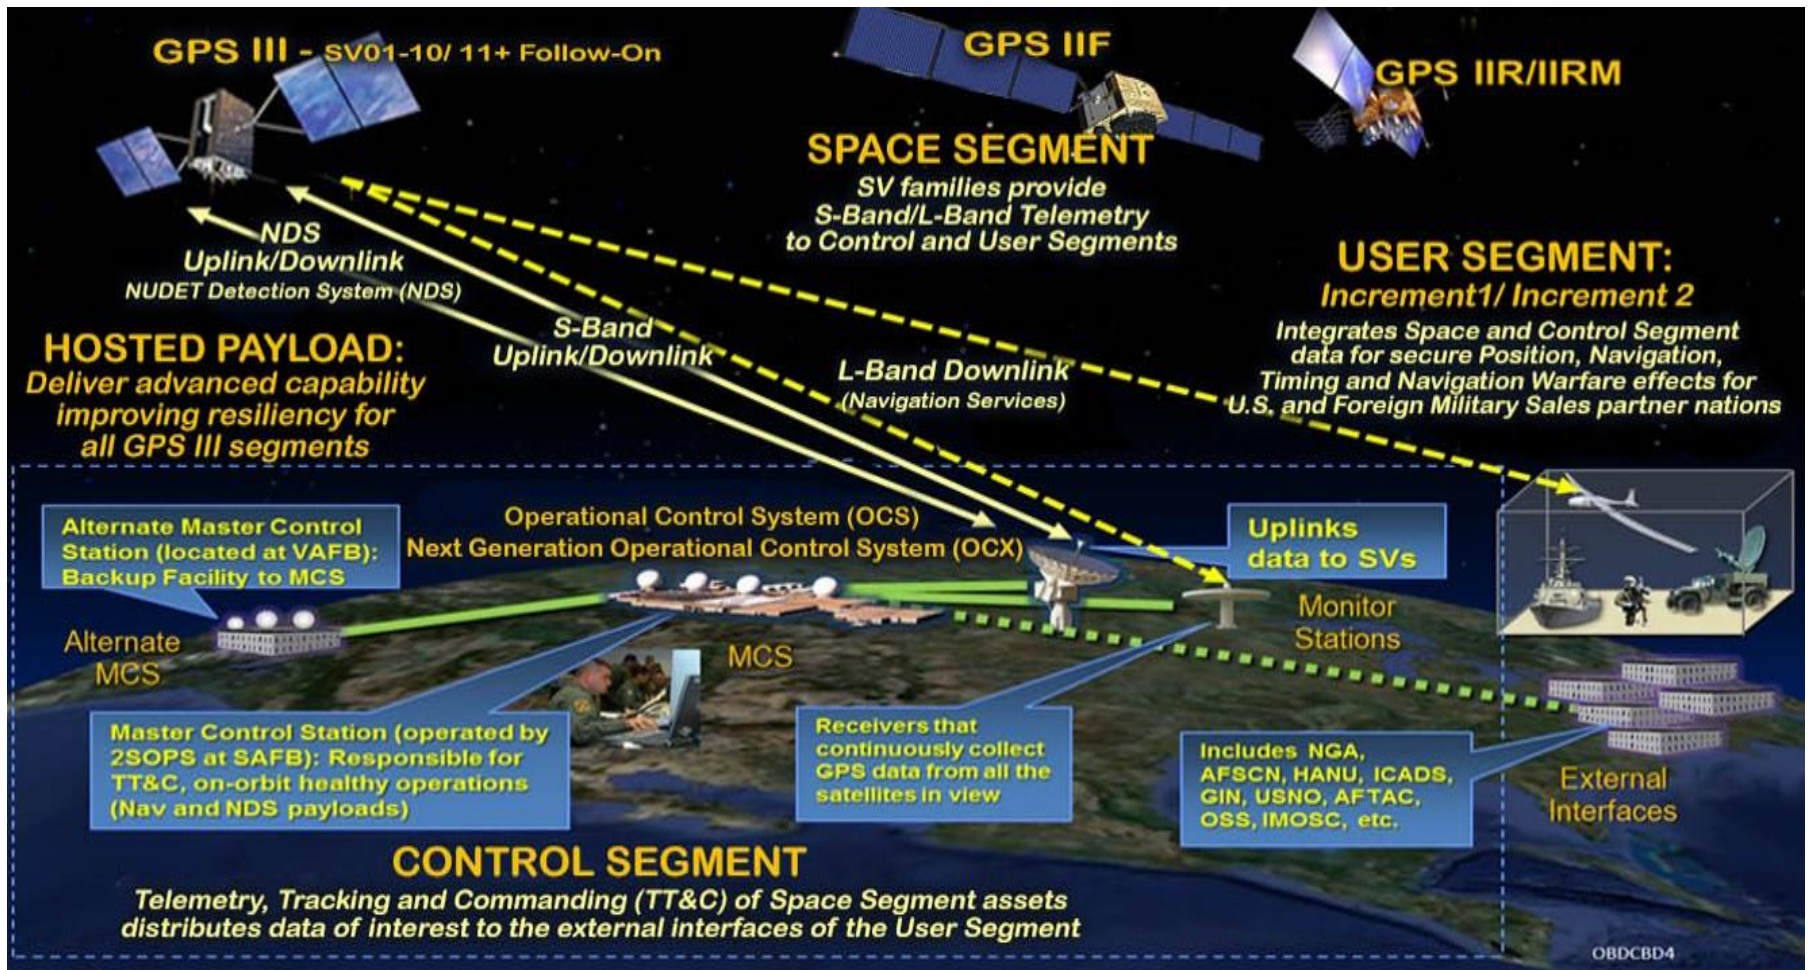 GPS III - SV01-10/ 11+ Follow-On
GPS IIF
GPS IIR/IIRM
SPACE SEGMENT
SV families provide
S-Band/L-Band Telemetry
to Control and User Segments
NDS
Uplink/Downlink
NUDET Detection System (NDS)
USER SEGMENT:
Increment1/ Increment 2
Integrates Space and Control Segment
data for secure Position, Navigation,
Timing and Navigation Warfare effects for
U.S. and Foreign Military Sales partner nations
S-Band
Uplink/Downlink
HOSTED PAYLOAD:
Deliver advanced capability
improving resiliency for
all GPS III segments
L-Band Downlink
(Navigation Services)
Alternate Master Control
Station (located at VAFB):
Backup Facility to MCS
Operational Control System (OCS)
Next Generation Operational Control System (OCX)
Uplinks
data to SVs
Alternate
MCS
MCS
Monitor
Stations
Master Control Station (operated by
2SOPS at SAFB): Responsible for
TT&C, on-orbit healthy operations
(Nav and NDS payloads)
Receivers that
continuously collect
GPS data from all the
satellites in view
Includes NGA,
AFSCN, HANU, ICADS,
GIN, USNO, AFTAC,
OSS, IMOSC, etc.
External
Interfaces
CONTROL SEGMENT
Telemetry, Tracking and Commanding (TT&C) of Space Segment assets
distributes data of interest to the external interfaces of the User Segment
OBDCBD4